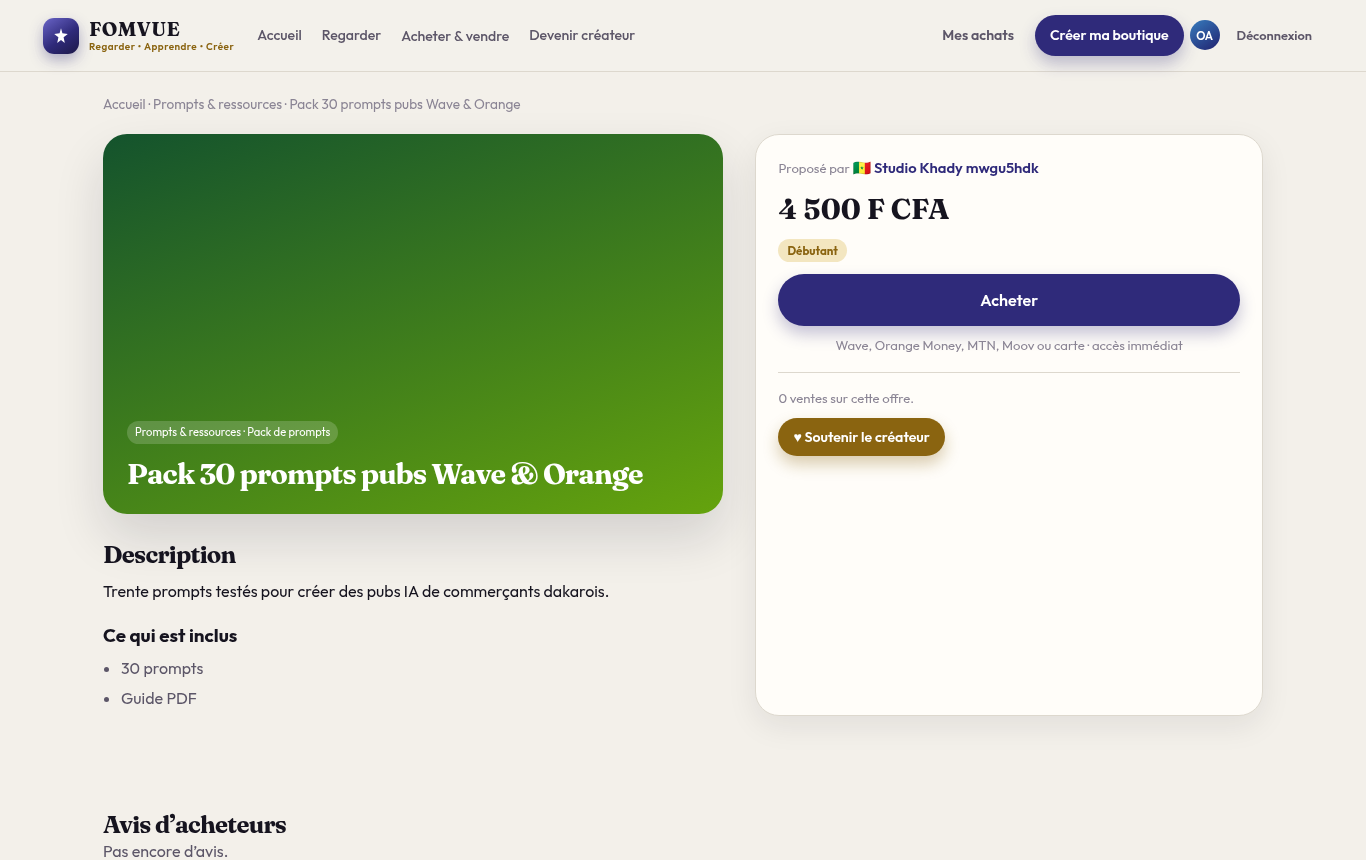 FOMVUE
Regarder • Apprendre • Créer
Accueil
Regarder
Acheter & vendre
Devenir créateur
Mes achats
Créer ma boutique
OA
Déconnexion
Accueil · Prompts & ressources · Pack 30 prompts pubs Wave & Orange
Prompts & ressources · Pack de prompts
Pack 30 prompts pubs Wave & Orange
Description
Trente prompts testés pour créer des pubs IA de commerçants dakarois.
Ce qui est inclus
• 30 prompts
• Guide PDF
Avis d’acheteurs
Pas encore d’avis.
Proposé par 🇸🇳 Studio Khady mwgu5hdk
4 500 F CFA
Débutant
Acheter
Wave, Orange Money, MTN, Moov ou carte · accès immédiat
0 ventes sur cette offre.
♥ Soutenir le créateur